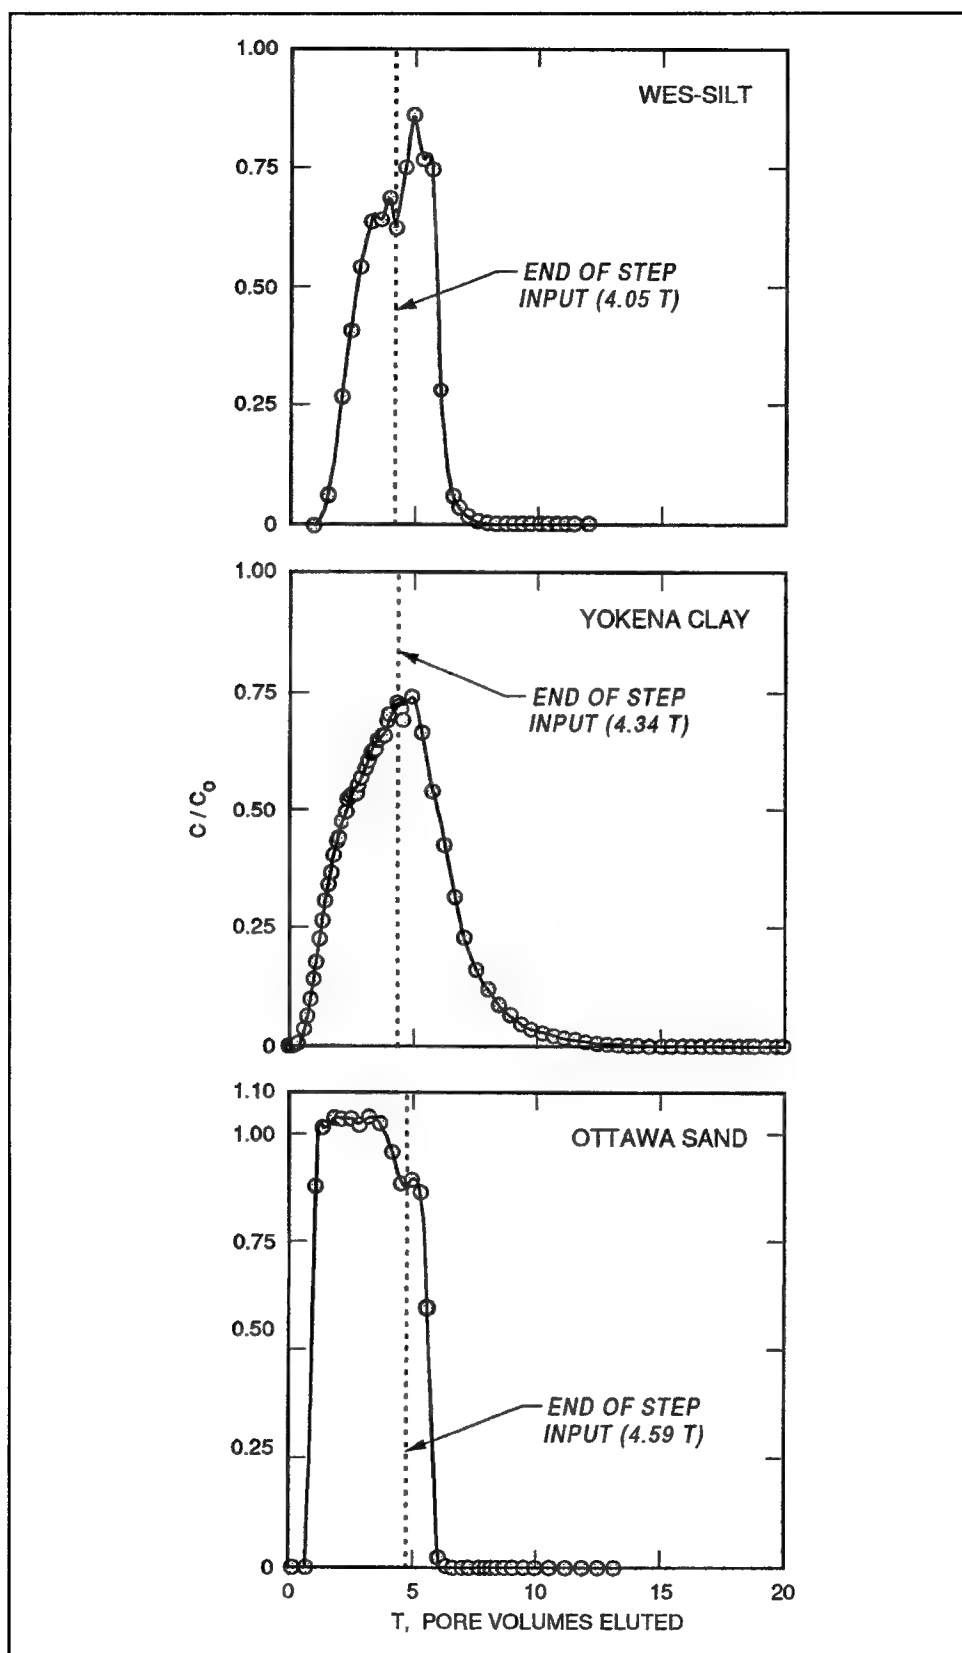 1.00
WES-SILT
0.75
END OF STEP
INPUT (4.05 T)
0.50
0.25
0
1.00
YOKENA CLAY
0.75
END OF STEP
INPUT (4.34 T)
C / Co
0.50
0.25
0
1.10
1.00
OTTAWA SAND
0.75
0.50
END OF STEP
INPUT (4.59 T)
0.25
0
0 5 10 15 20
T, PORE VOLUMES ELUTED